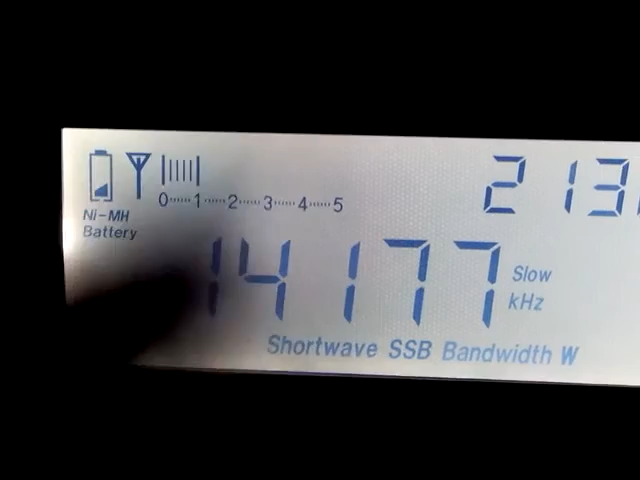 213
0 1 2 3 4 5
Ni-MH
Battery
14177 Slow
kHz
Shortwave SSB Bandwidth W